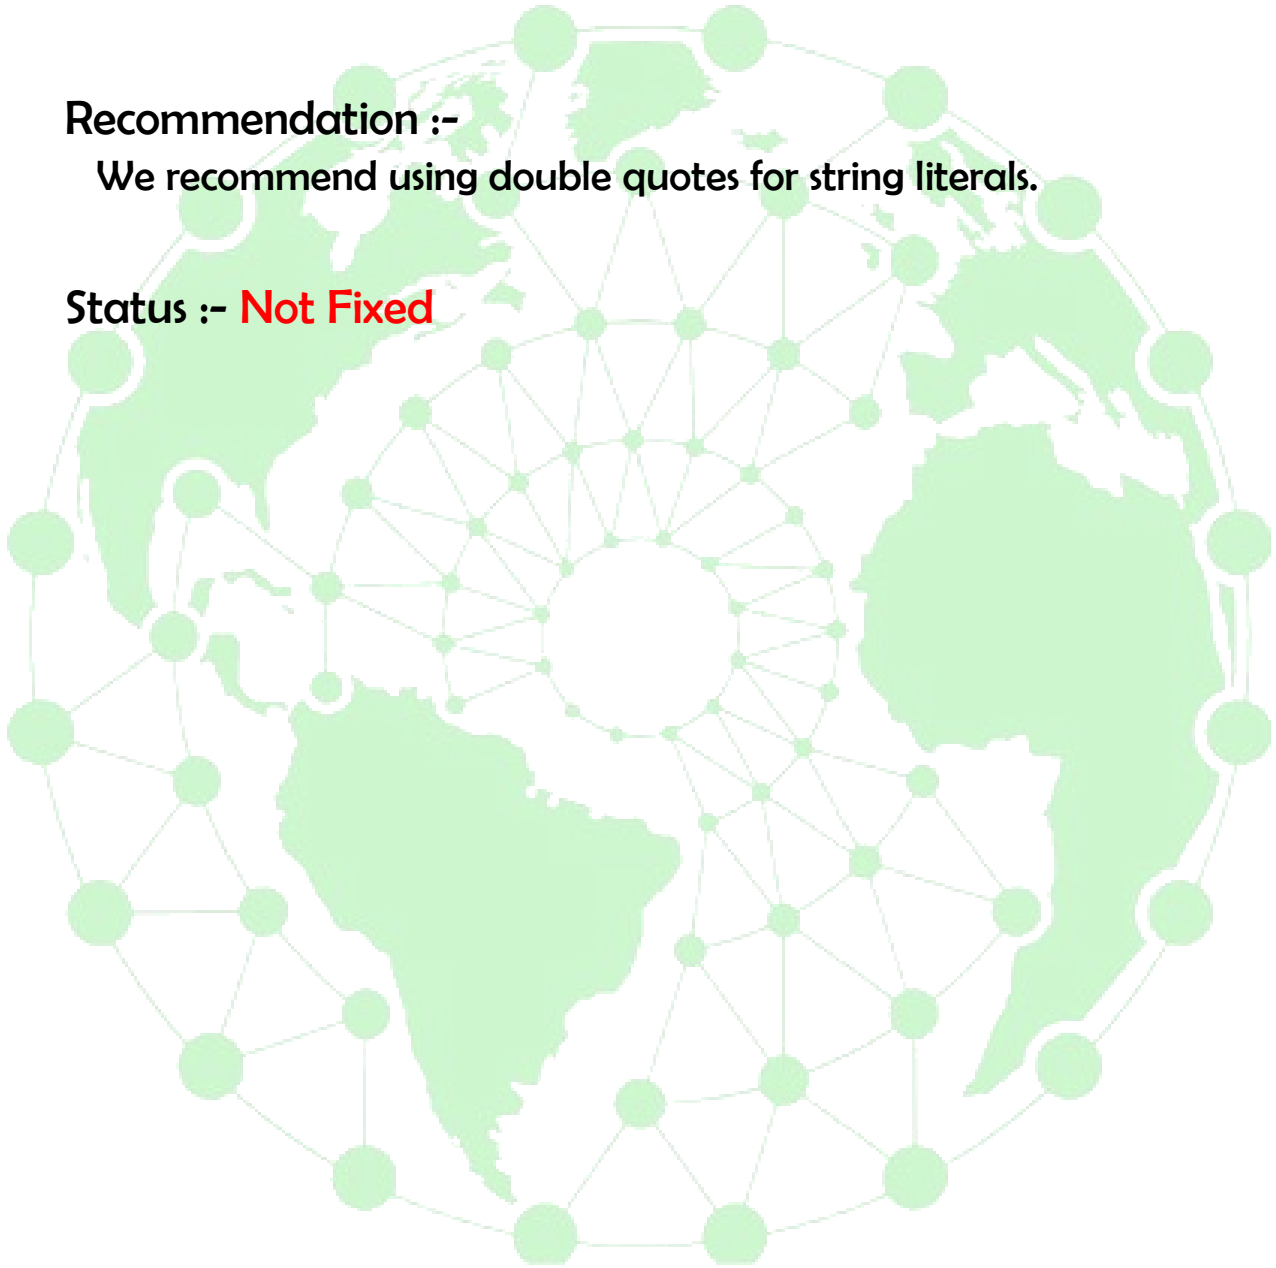 Recommendation :-
We recommend using double quotes for string literals.
Status :- Not Fixed